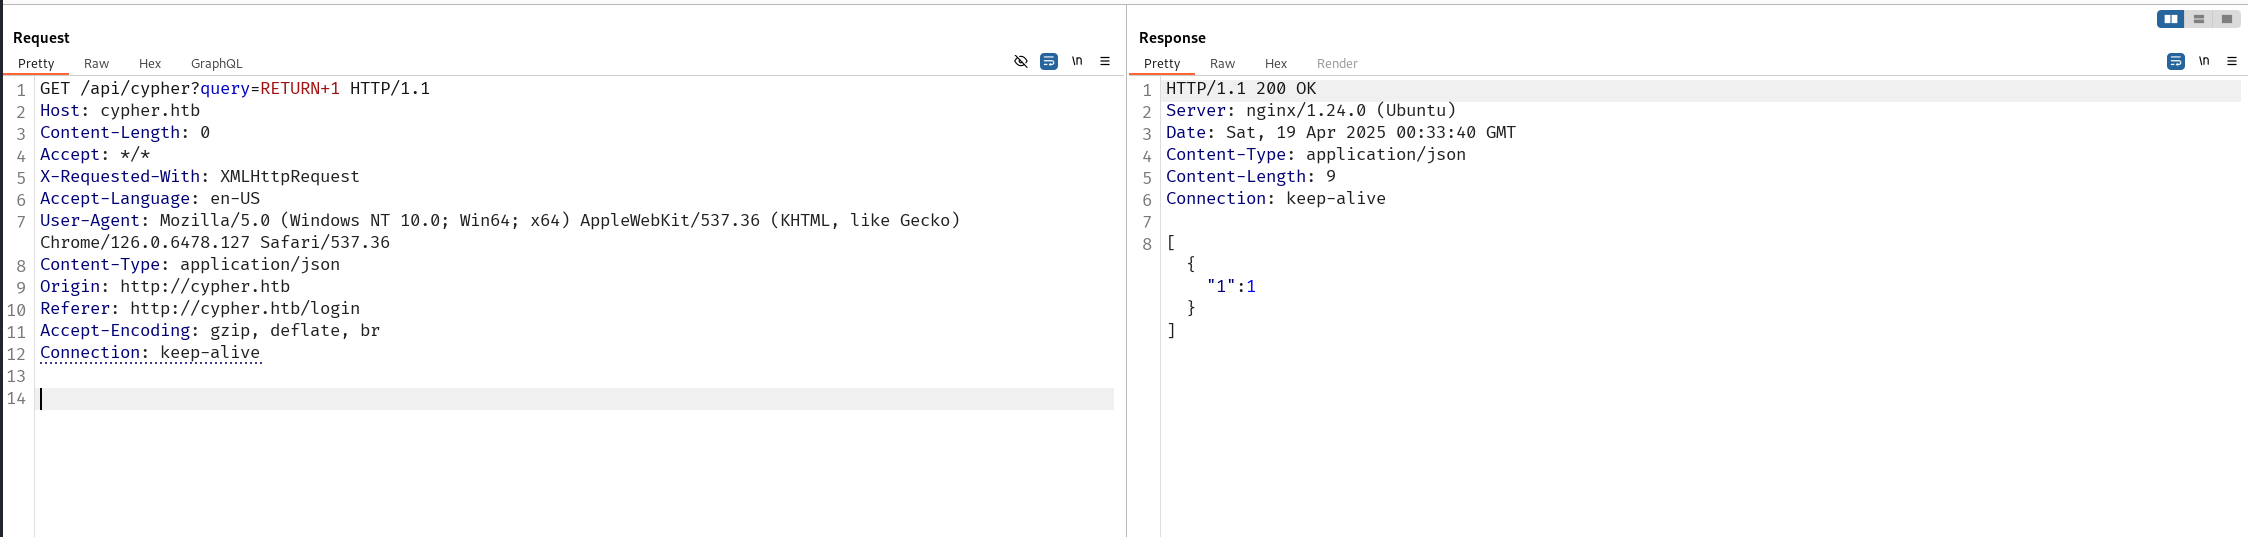 Request
Pretty Raw Hex GraphQL \n
1 GET /api/cypher?query=RETURN+1 HTTP/1.1
2 Host: cypher.htb
3 Content-Length: 0
4 Accept: */*
5 X-Requested-With: XMLHttpRequest
6 Accept-Language: en-US
7 User-Agent: Mozilla/5.0 (Windows NT 10.0; Win64; x64) AppleWebKit/537.36 (KHTML, like Gecko)
Chrome/126.0.6478.127 Safari/537.36
8 Content-Type: application/json
9 Origin: http://cypher.htb
10 Referer: http://cypher.htb/login
11 Accept-Encoding: gzip, deflate, br
12 Connection: keep-alive
13
14
Response
Pretty Raw Hex Render \n
1 HTTP/1.1 200 OK
2 Server: nginx/1.24.0 (Ubuntu)
3 Date: Sat, 19 Apr 2025 00:33:40 GMT
4 Content-Type: application/json
5 Content-Length: 9
6 Connection: keep-alive
7
8 [
{
"1":1
}
]